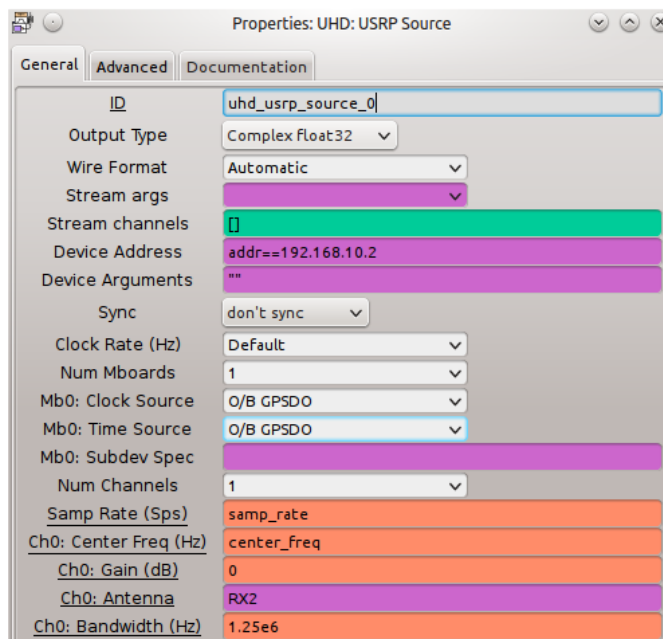 Properties: UHD: USRP Source
General Advanced Documentation
ID uhd_usrp_source_0
Output Type Complex float32
Wire Format Automatic
Stream args
Stream channels []
Device Address addr==192.168.10.2
Device Arguments ""
Sync don't sync
Clock Rate (Hz) Default
Num Mboards 1
Mb0: Clock Source O/B GPSDO
Mb0: Time Source O/B GPSDO
Mb0: Subdev Spec
Num Channels 1
Samp Rate (Sps) samp_rate
Ch0: Center Freq (Hz) center_freq
Ch0: Gain (dB) 0
Ch0: Antenna RX2
Ch0: Bandwidth (Hz) 1.25e6